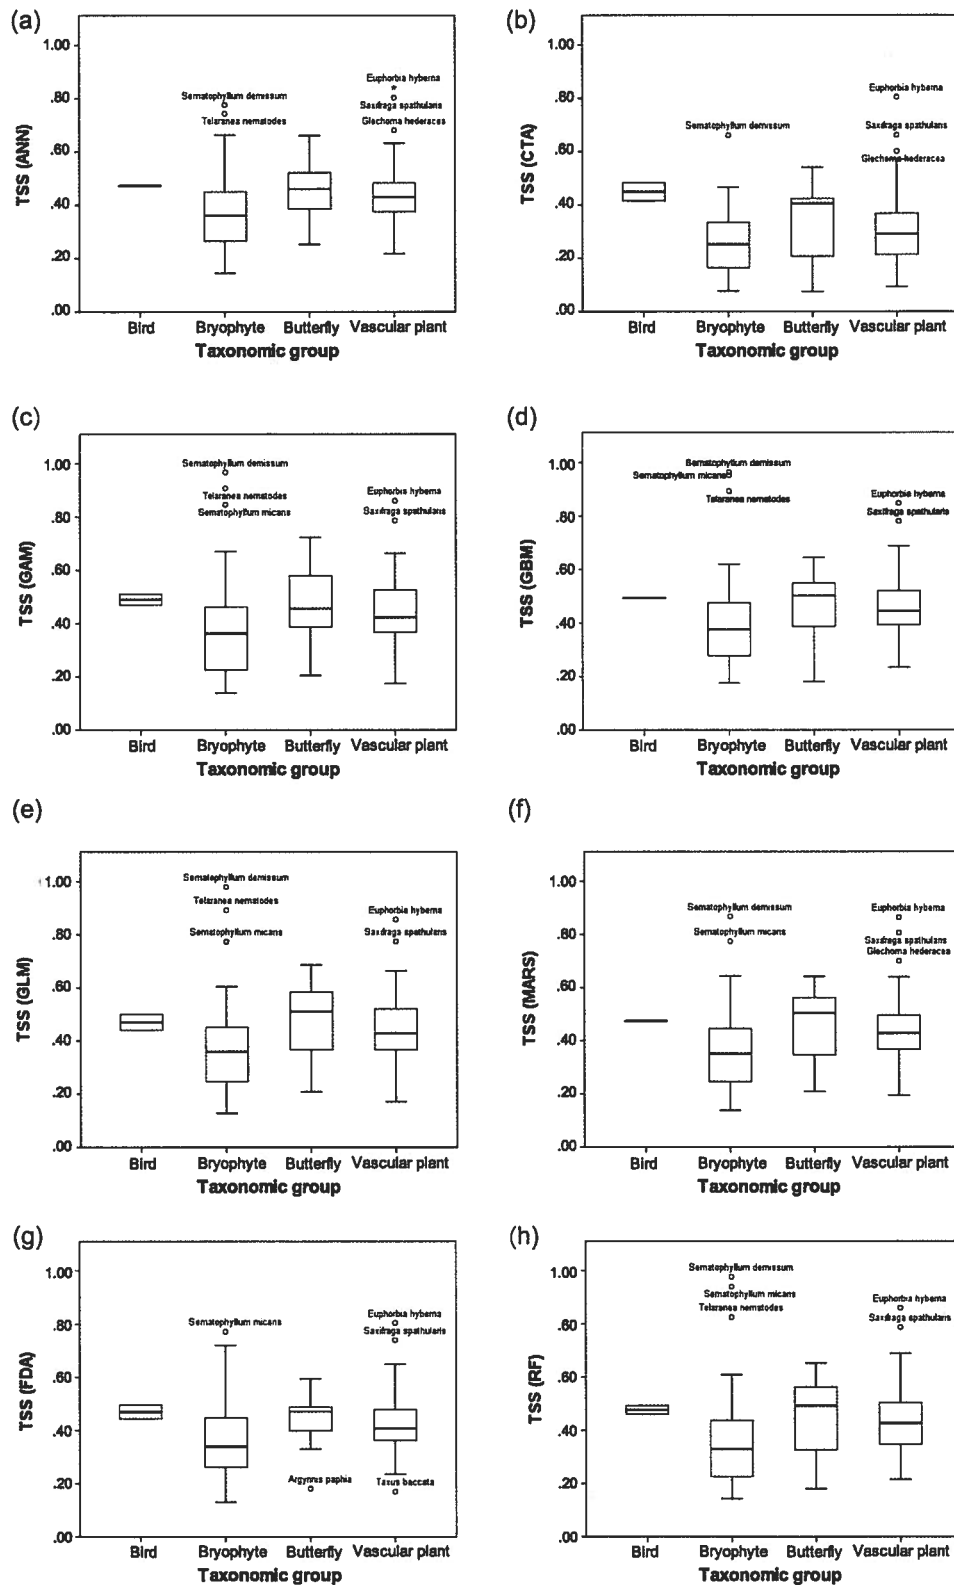 (a)
1.00
.80
.60
.40
.20
.00
TSS (ANN)
Sematophyllum demissum
Telaranea nematodes
Euphorbia hyberna
Saxifraga spathularis
Glechoma hederacea
Bird Bryophyte Butterfly Vascular plant
Taxonomic group
(b)
1.00
.80
.60
.40
.20
.00
TSS (CTA)
Sematophyllum demissum
Euphorbia hyberna
Saxifraga spathularis
Glechoma hederacea
Bird Bryophyte Butterfly Vascular plant
Taxonomic group
(c)
1.00
.80
.60
.40
.20
.00
TSS (GAM)
Sematophyllum demissum
Telaranea nematodes
Sematophyllum micans
Euphorbia hyberna
Saxifraga spathularis
Bird Bryophyte Butterfly Vascular plant
Taxonomic group
(d)
1.00
.80
.60
.40
.20
.00
TSS (GBM)
Sematophyllum demissum
Sematophyllum micans
Telaranea nematodes
Euphorbia hyberna
Saxifraga spathularis
Bird Bryophyte Butterfly Vascular plant
Taxonomic group
(e)
1.00
.80
.60
.40
.20
.00
TSS (GLM)
Sematophyllum demissum
Telaranea nematodes
Sematophyllum micans
Euphorbia hyberna
Saxifraga spathularis
Bird Bryophyte Butterfly Vascular plant
Taxonomic group
(f)
1.00
.80
.60
.40
.20
.00
TSS (MARS)
Sematophyllum demissum
Sematophyllum micans
Euphorbia hyberna
Saxifraga spathularis
Glechoma hederacea
Bird Bryophyte Butterfly Vascular plant
Taxonomic group
(g)
1.00
.80
.60
.40
.20
.00
TSS (FDA)
Sematophyllum micans
Euphorbia hyberna
Saxifraga spathularis
Argynnis paphia
Taxus baccata
Bird Bryophyte Butterfly Vascular plant
Taxonomic group
(h)
1.00
.80
.60
.40
.20
.00
TSS (RF)
Sematophyllum demissum
Sematophyllum micans
Telaranea nematodes
Euphorbia hyberna
Saxifraga spathularis
Bird Bryophyte Butterfly Vascular plant
Taxonomic group